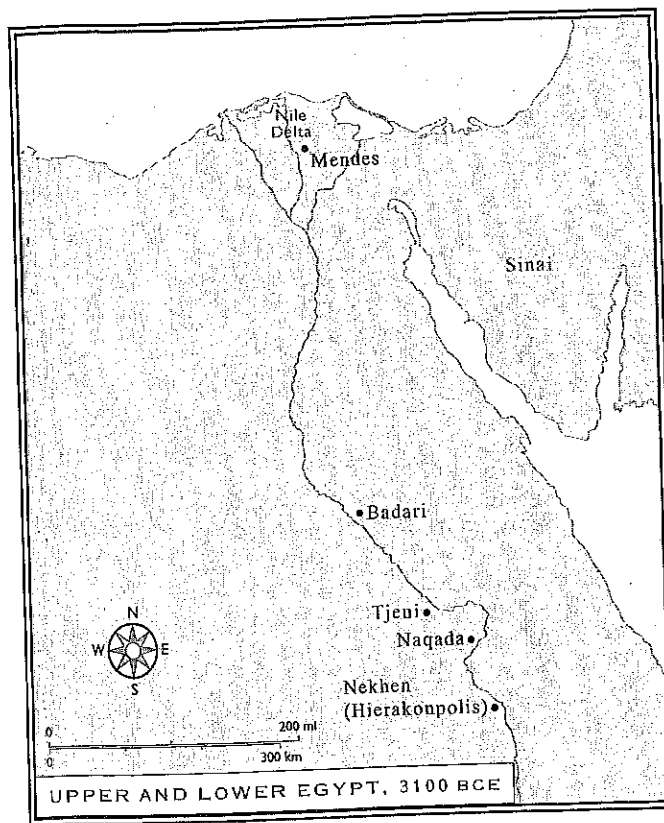 Nile
Delta
Mendes
Sinai
Badari
Tjeui
Naqada
Nekhen
(Hierakonpolis)
N
W E
S
0 200 mi
0 300 km
UPPER AND LOWER EGYPT, 3100 BCE